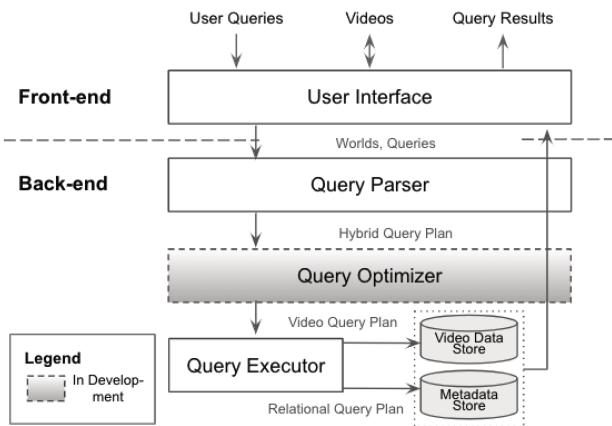 User Queries
Videos
Query Results
Front-end
User Interface
Worlds, Queries
Back-end
Query Parser
Hybrid Query Plan
Query Optimizer
Video Query Plan
Video Data
Store
Query Executor
Legend
In Develop-
ment
Metadata
Store
Relational Query Plan